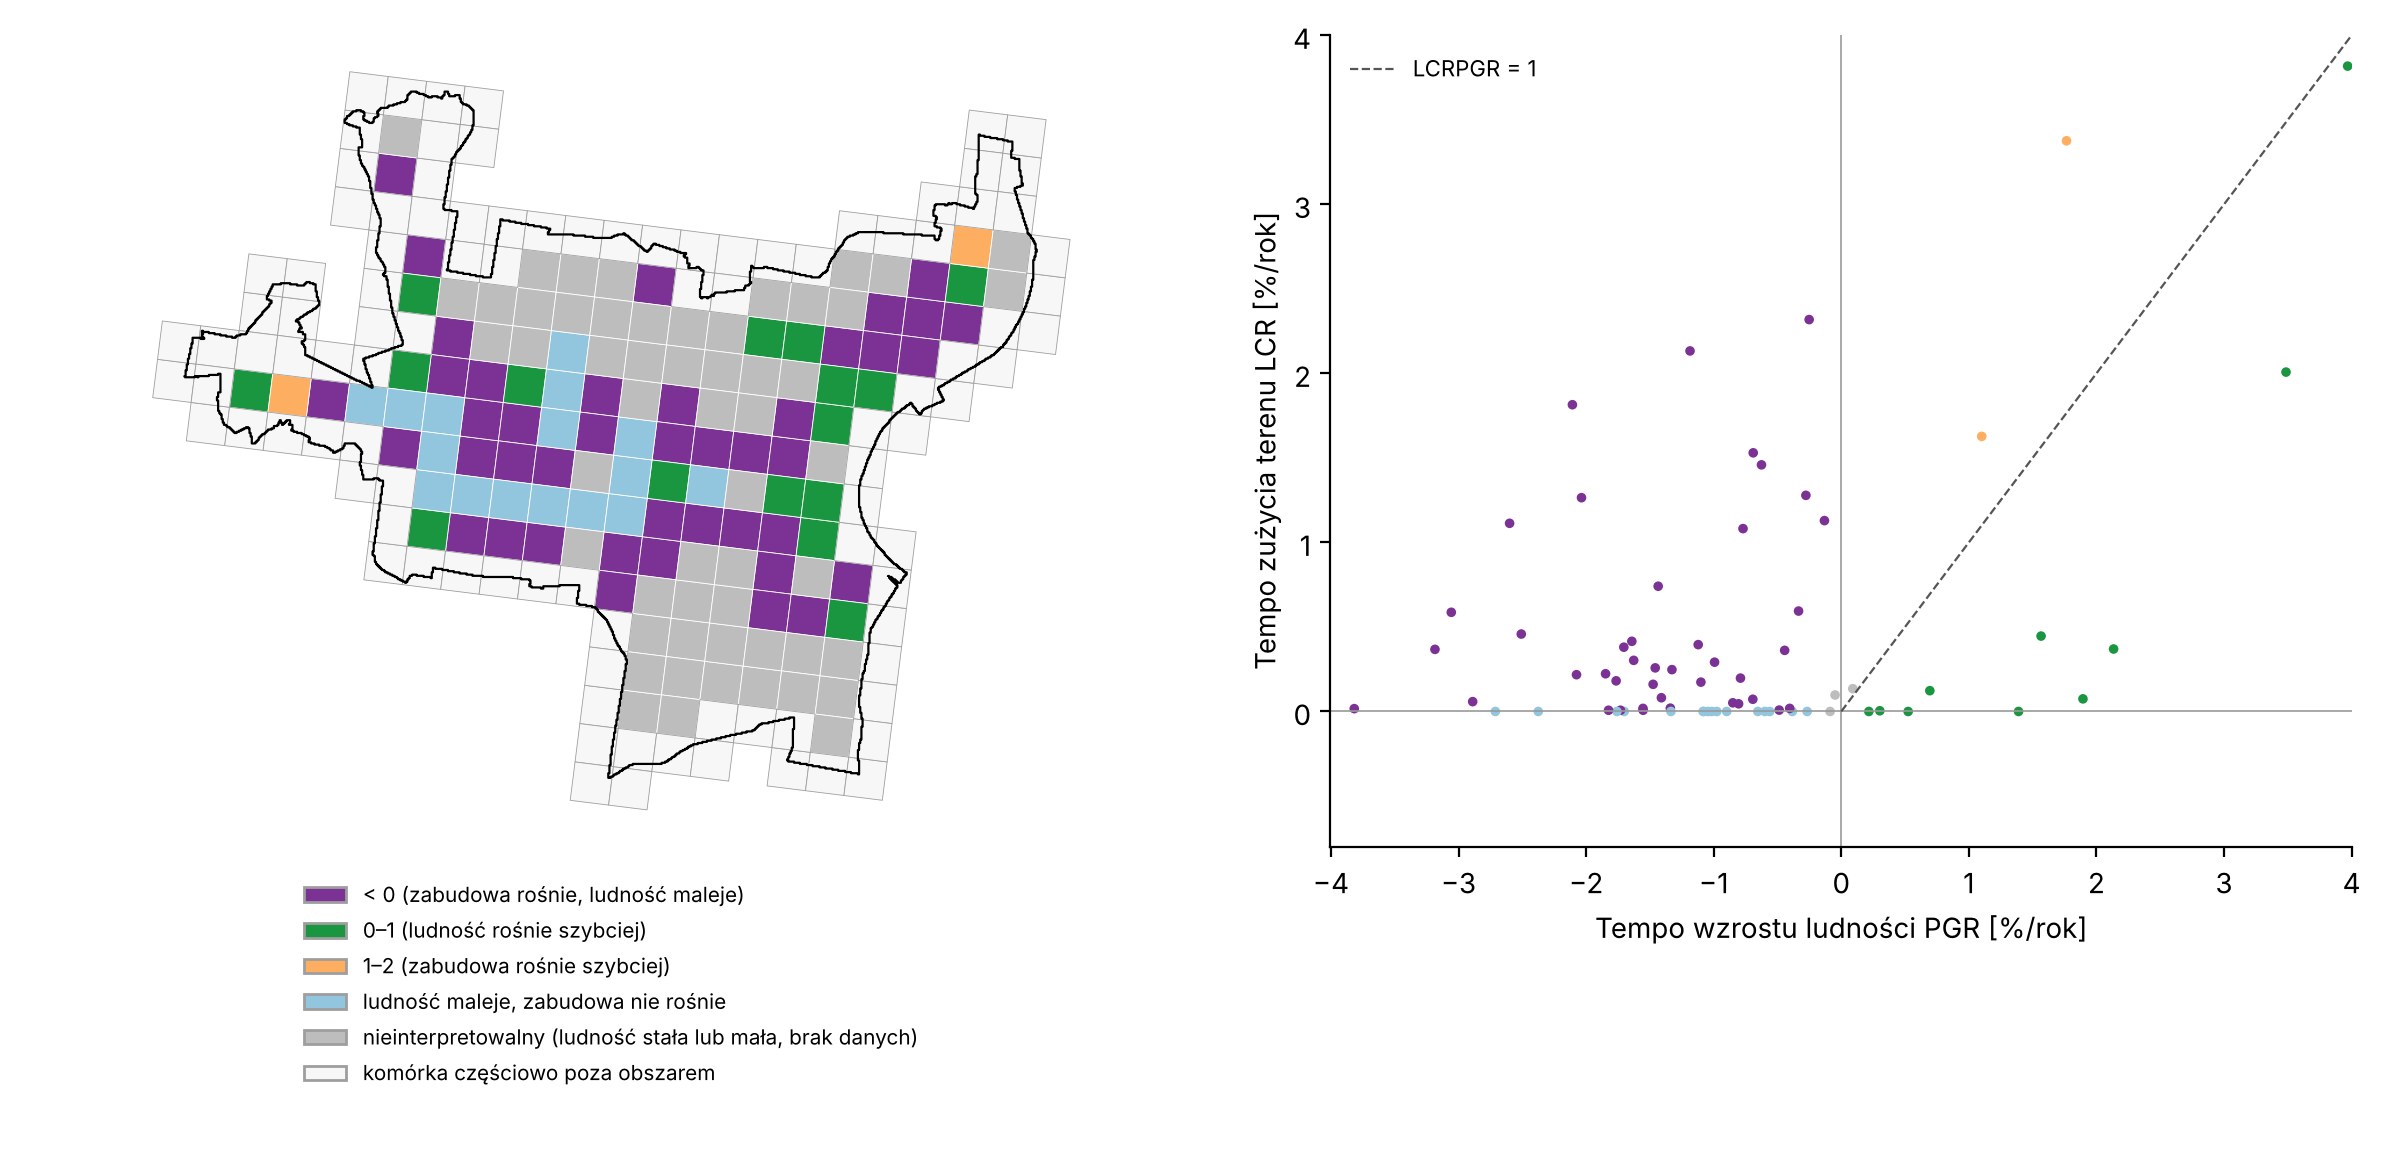 < 0 (zabudowa rośnie, ludność maleje)
0–1 (ludność rośnie szybciej)
1–2 (zabudowa rośnie szybciej)
ludność maleje, zabudowa nie rośnie
nieinterpretowalny (ludność stała lub mała, brak danych)
komórka częściowo poza obszarem
LCRPGR = 1
Tempo zużycia terenu LCR [%/rok]
4
3
2
1
0
−4 −3 −2 −1 0 1 2 3 4
Tempo wzrostu ludności PGR [%/rok]